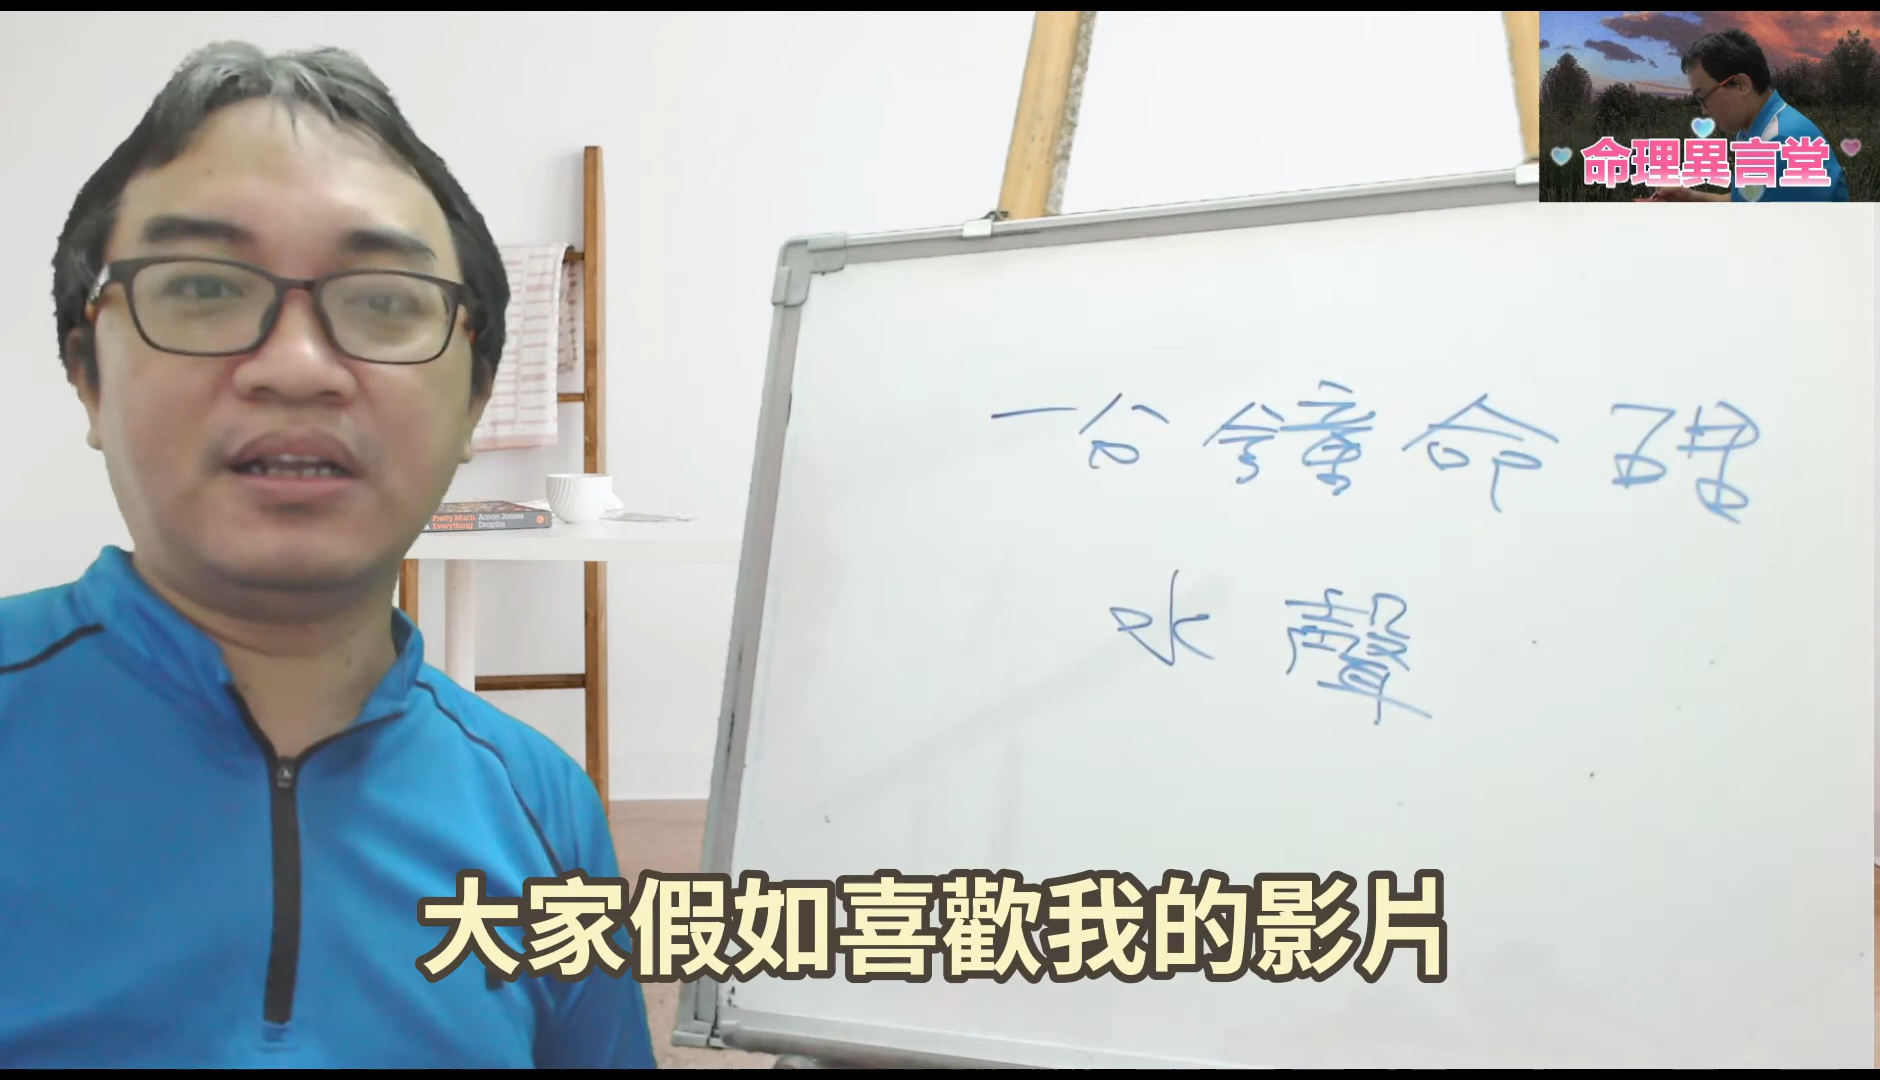 命理異言堂
一分鐘命理
水聲
Pretty Much Aaron James
Everything Draplin
大家假如喜歡我的影片